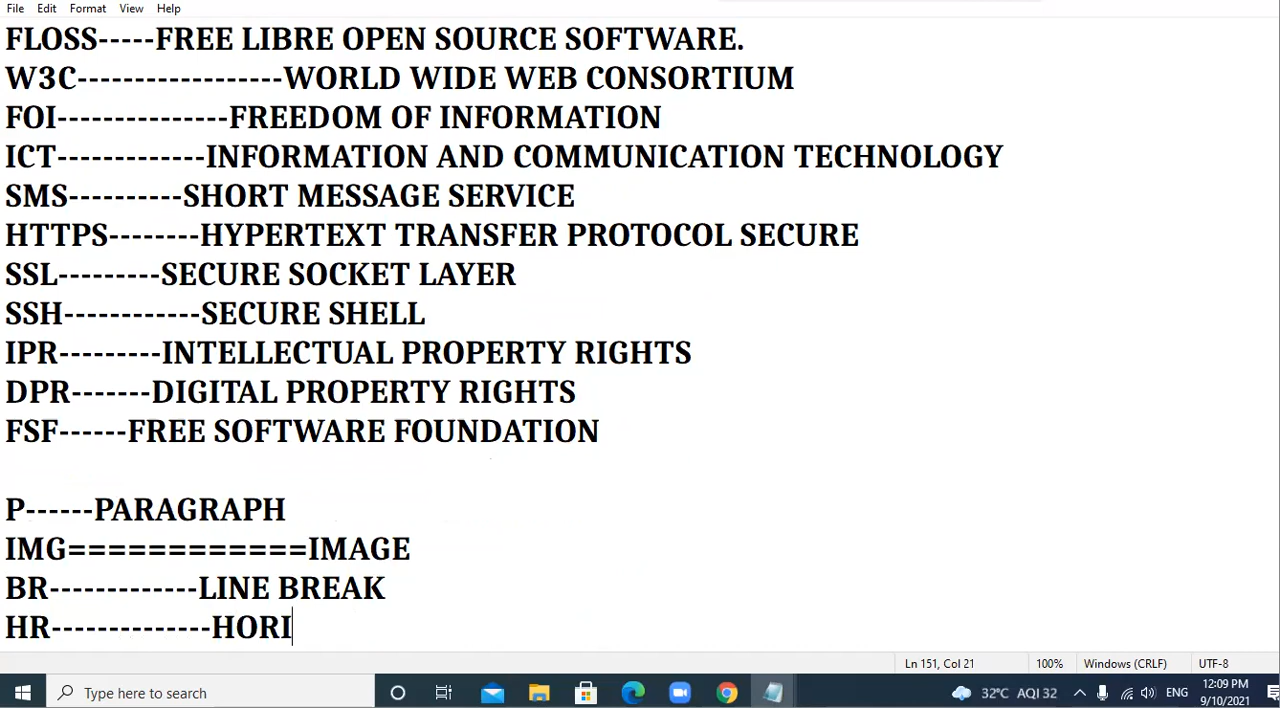 File Edit Format View Help
FLOSS-----FREE LIBRE OPEN SOURCE SOFTWARE.
W3C------------------WORLD WIDE WEB CONSORTIUM
FOI---------------FREEDOM OF INFORMATION
ICT-------------INFORMATION AND COMMUNICATION TECHNOLOGY
SMS----------SHORT MESSAGE SERVICE
HTTPS--------HYPERTEXT TRANSFER PROTOCOL SECURE
SSL---------SECURE SOCKET LAYER
SSH------------SECURE SHELL
IPR---------INTELLECTUAL PROPERTY RIGHTS
DPR-------DIGITAL PROPERTY RIGHTS
FSF------FREE SOFTWARE FOUNDATION
P------PARAGRAPH
IMG============IMAGE
BR-------------LINE BREAK
HR--------------HORI
Ln 151, Col 21 100% Windows (CRLF) UTF-8
Type here to search 32°C AQI 32 ENG 12:09 PM
9/10/2021